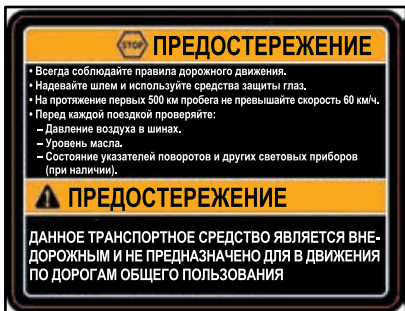 STOP ПРЕДОСТЕРЕЖЕНИЕ
• Всегда соблюдайте правила дорожного движения.
• Надевайте шлем и используйте средства защиты глаз.
• На протяжение первых 500 км пробега не превышайте скорость 60 км/ч.
• Перед каждой поездкой проверяйте:
– Давление воздуха в шинах.
– Уровень масла.
– Состояние указателей поворотов и других световых приборов
(при наличии).
ПРЕДОСТЕРЕЖЕНИЕ
ДАННОЕ ТРАНСПОРТНОЕ СРЕДСТВО ЯВЛЯЕТСЯ ВНЕ-
ДОРОЖНЫМ И НЕ ПРЕДНАЗНАЧЕНО ДЛЯ В ДВИЖЕНИЯ
ПО ДОРОГАМ ОБЩЕГО ПОЛЬЗОВАНИЯ